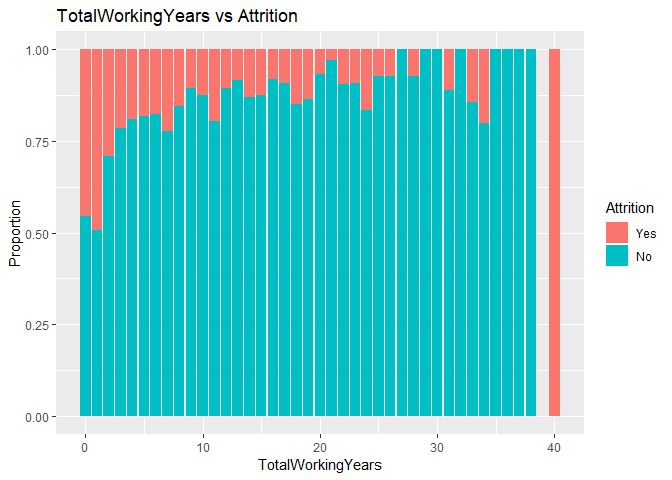 TotalWorkingYears vs Attrition
1.00
0.75
0.50
0.25
0.00
Proportion
0 10 20 30 40
TotalWorkingYears
Attrition
Yes
No